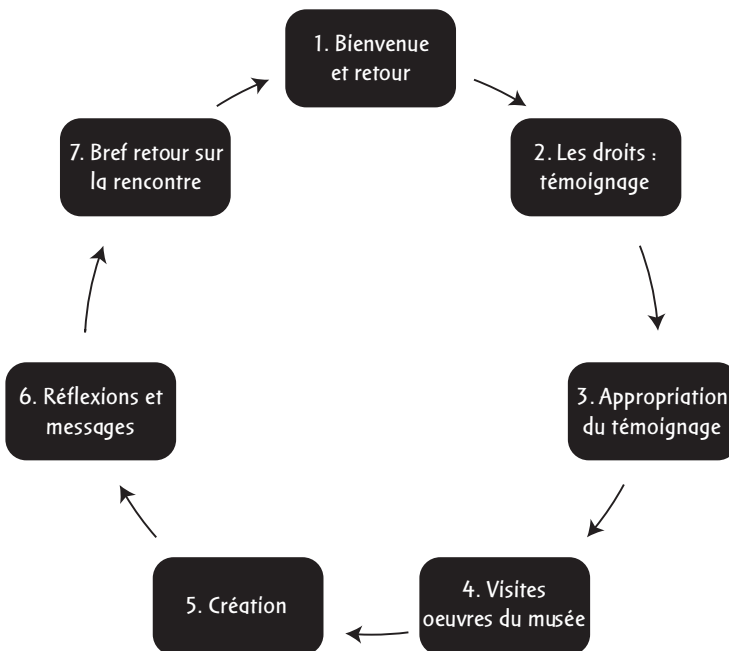 1. Bienvenue
et retour
2. Les droits :
témoignage
3. Appropriation
du témoignage
4. Visites
oeuvres du musée
5. Création
6. Réflexions et
messages
7. Bref retour sur
la rencontre